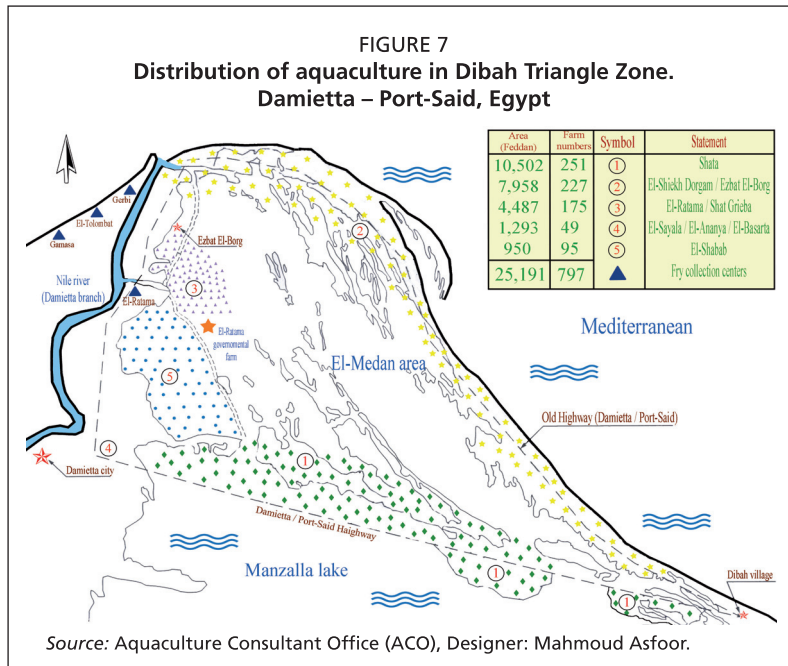 FIGURE 7
Distribution of aquaculture in Dibah Triangle Zone.
Damietta – Port-Said, Egypt
Area (Feddan) Farm numbers Symbol Statement
10,502 251 1 Shata
7,958 227 2 El-Shiekh Dorgam / Ezbat El-Borg
4,487 175 3 El-Ratama / Shat Grieba
1,293 49 4 El-Sayala / El-Ananya / El-Basarta
950 95 5 El-Shabab
25,191 797 Fry collection centers
Gerbi
El-Tolombat
Gamasa
2
Ezbat El-Borg
Nile river
(Damietta branch)
El-Ratama
3
El-Ratama
governomental
farm
Mediterranean
El-Medan area
5
Old Highway (Damietta / Port-Said)
4
1
Damietta city
Damietta / Port-Said Haighway
Manzalla lake
1
Dibah village
1
Source: Aquaculture Consultant Office (ACO), Designer: Mahmoud Asfoor.